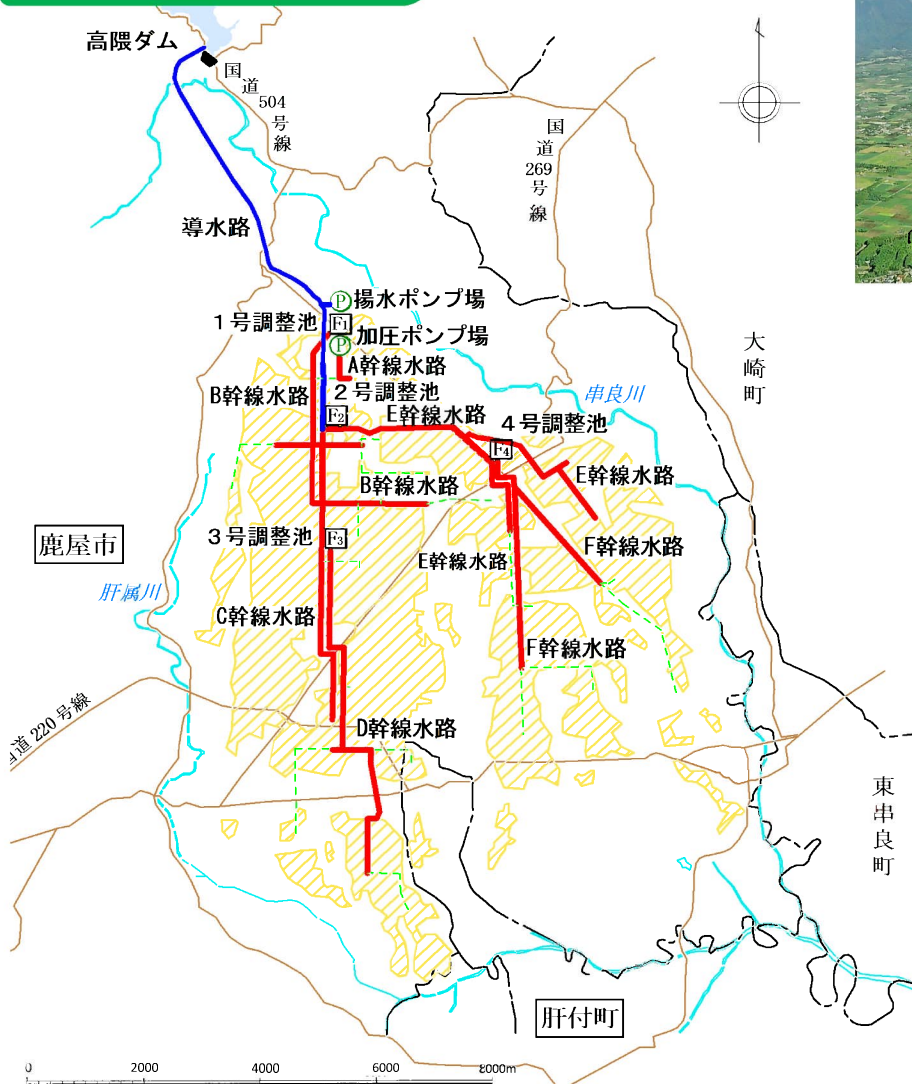 高隈ダム
国道504号線
国道269号線
導水路
揚水ポンプ場
P
1号調整池
F1
加圧ポンプ場
P
A幹線水路
B幹線水路
2号調整池
F2
E幹線水路
4号調整池
F4
串良川
大崎町
E幹線水路
B幹線水路
鹿屋市
3号調整池
F3
E幹線水路
F幹線水路
肝属川
C幹線水路
F幹線水路
道220号線
D幹線水路
東串良町
肝付町
0 2000 4000 6000 8000m